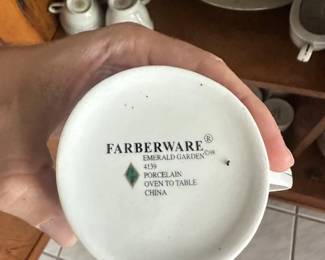 FARBERWARE®
EMERALD GARDEN
4139
PORCELAIN
OVEN TO TABLE
CHINA